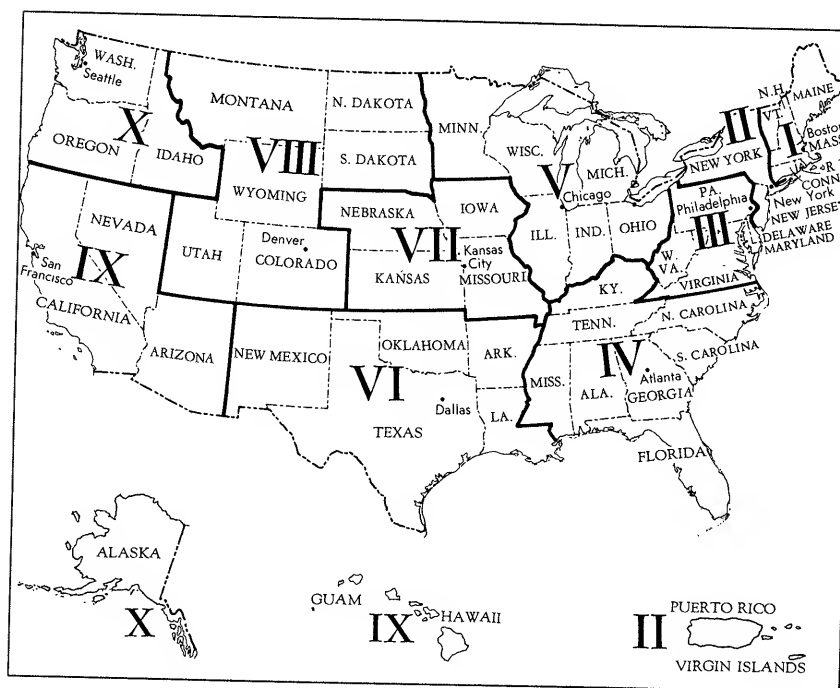 WASH.
Seattle
X
OREGON
IDAHO
MONTANA
N. DAKOTA
VIII
S. DAKOTA
WYOMING
MINN.
WISC.
V
MICH.
Chicago
N.H.
MAINE
VT.
II
I
Boston
MASS
NEW YORK
R
CONN
New York
NEW JERSEY
PA.
Philadelphia
III
DELAWARE
MARYLAND
NEVADA
IX
San
Francisco
CALIFORNIA
UTAH
Denver
COLORADO
NEBRASKA
VII
IOWA
KANSAS
Kansas
City
MISSOURI
ILL.
IND.
OHIO
W.
VA.
VIRGINIA
KY.
N. CAROLINA
TENN.
S. CAROLINA
ARIZONA
NEW MEXICO
OKLAHOMA
ARK.
VI
Dallas
TEXAS
LA.
MISS.
ALA.
IV
Atlanta
GEORGIA
FLORIDA
ALASKA
X
GUAM
IX
HAWAII
II
PUERTO RICO
VIRGIN ISLANDS